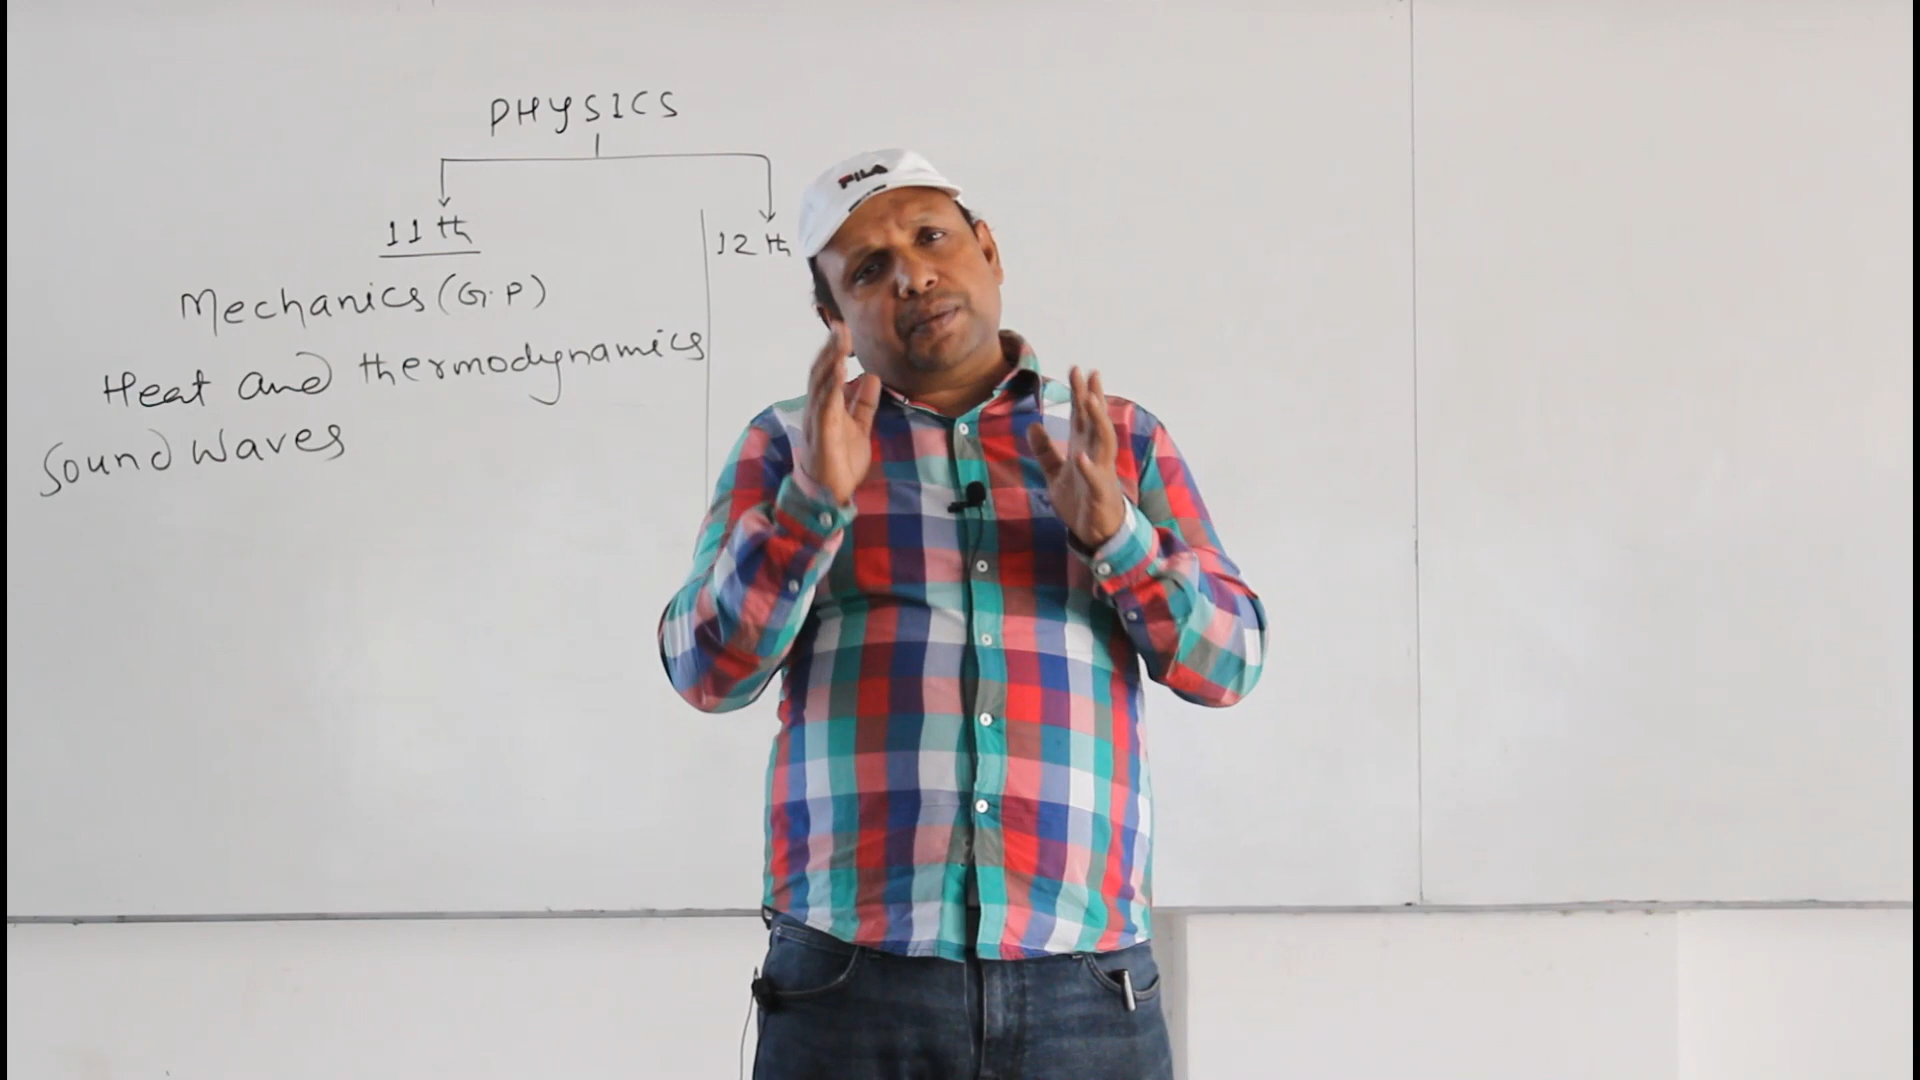 PHYSICS
11th
12th
Mechanics (G.P)
Heat and thermodynamics
Sound Waves
FILA